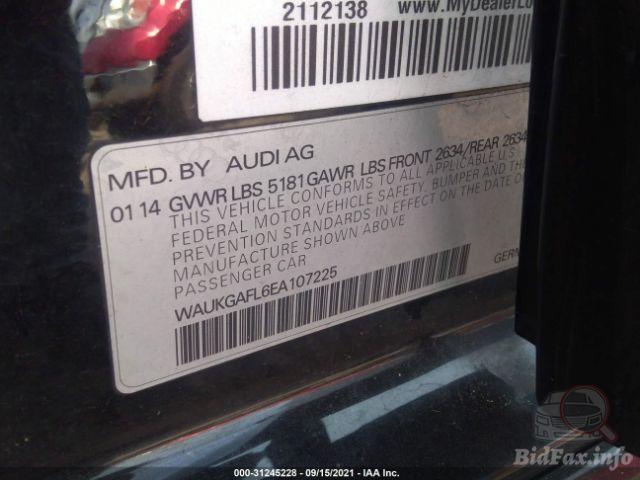 2112138 www.MyDealerLo
MFD. BY AUDI AG
01 14 GVWR LBS 5181 GAWR LBS FRONT 2634/REAR 2634
THIS VEHICLE CONFORMS TO ALL APPLICABLE U.S
FEDERAL MOTOR VEHICLE SAFETY, BUMPER AND THE
PREVENTION STANDARDS IN EFFECT ON THE DATE O
MANUFACTURE SHOWN ABOVE
PASSENGER CAR GERM
WAUKGAFL6EA107225
BidFax.info
000-31245228 - 09/15/2021 - IAA Inc.